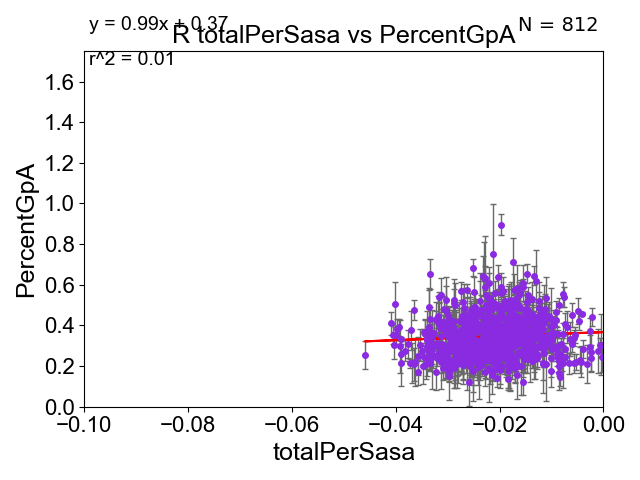 y = 0.99x + 0.37
R totalPerSasa vs PercentGpA
N = 812
r^2 = 0.01
PercentGpA
1.6
1.4
1.2
1.0
0.8
0.6
0.4
0.2
0.0
−0.10
−0.08
−0.06
−0.04
−0.02
0.00
totalPerSasa